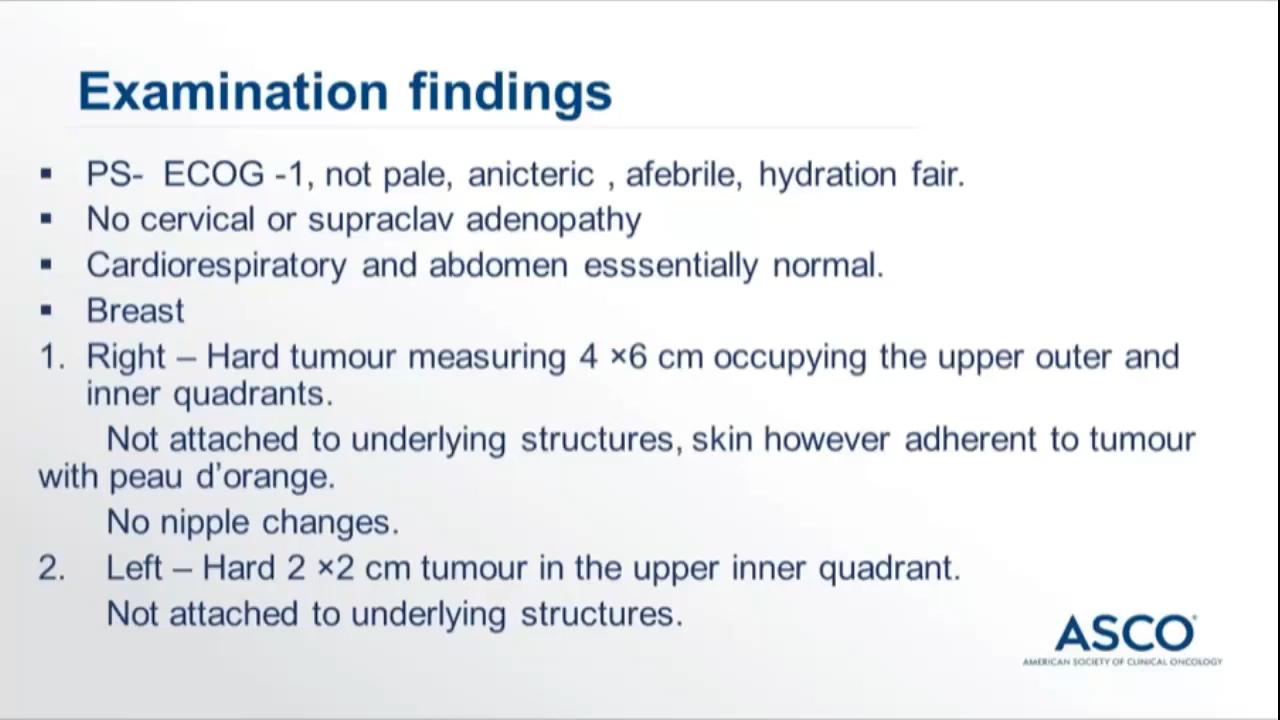 Examination findings
▪ PS- ECOG -1, not pale, anicteric , afebrile, hydration fair.
▪ No cervical or supraclav adenopathy
▪ Cardiorespiratory and abdomen esssentially normal.
▪ Breast
1. Right – Hard tumour measuring 4 ×6 cm occupying the upper outer and
inner quadrants.
Not attached to underlying structures, skin however adherent to tumour
with peau d’orange.
No nipple changes.
2. Left – Hard 2 ×2 cm tumour in the upper inner quadrant.
Not attached to underlying structures.
ASCO®
AMERICAN SOCIETY OF CLINICAL ONCOLOGY